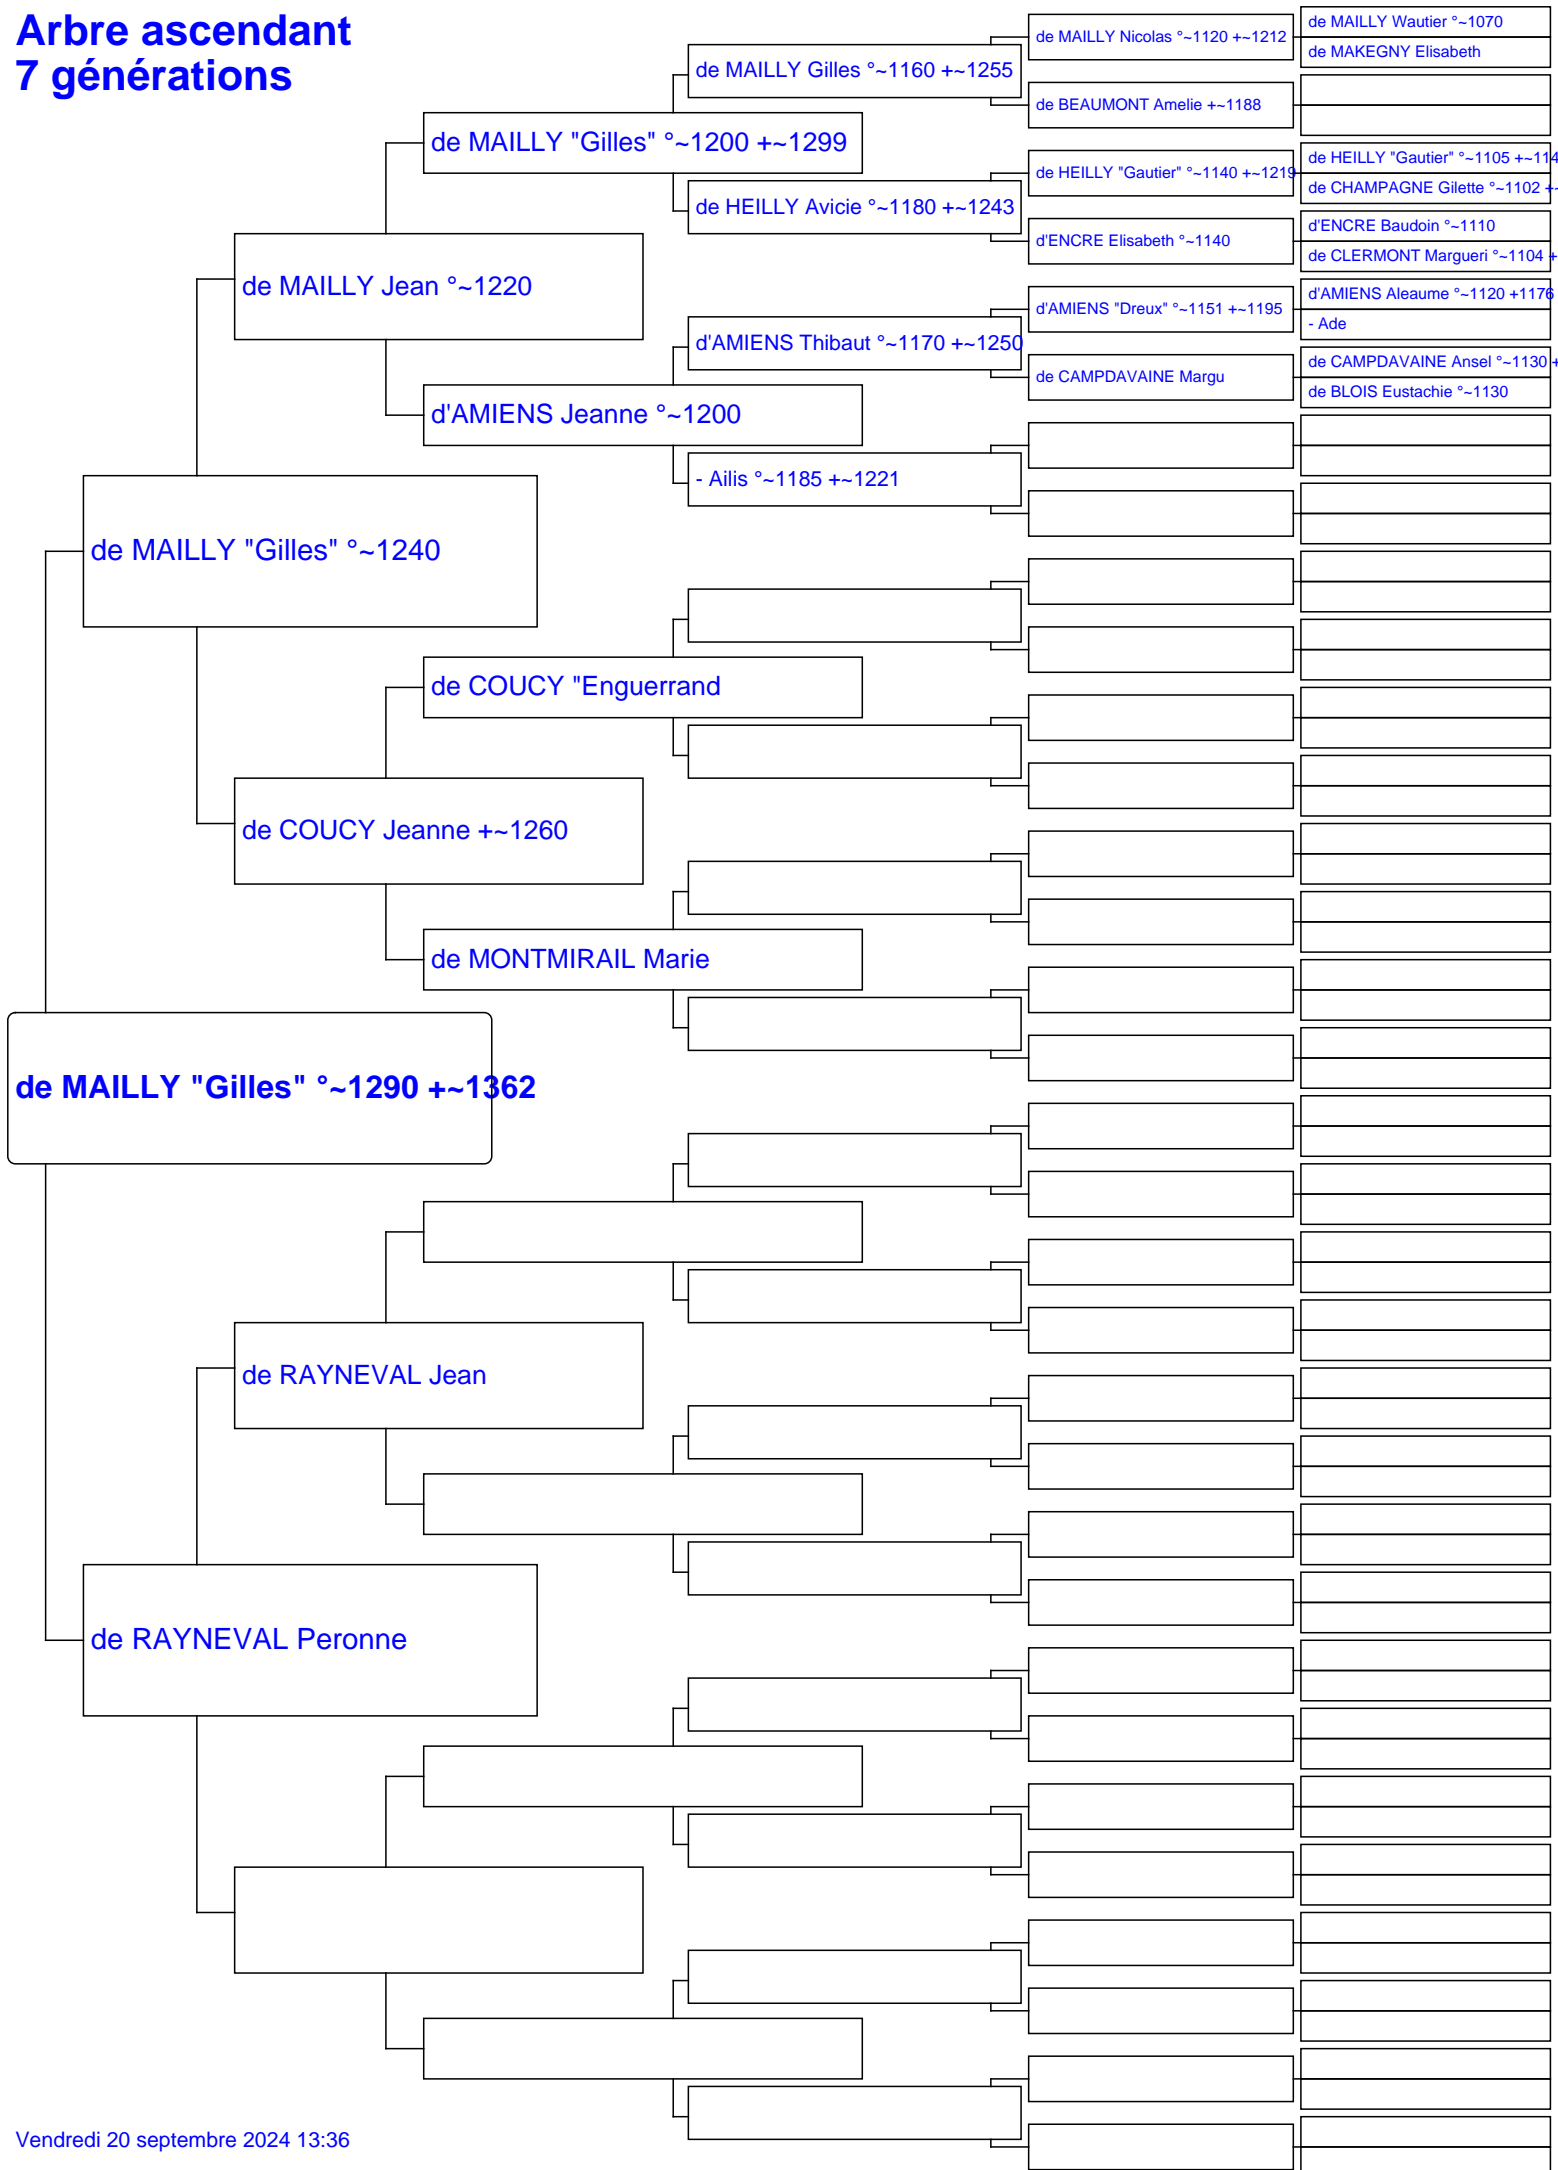 Arbre ascendant
7 générations
de MAILLY Wautier °~1070
de MAILLY Nicolas °~1120 +~1212
de MAKEGNY Elisabeth
de MAILLY Gilles °~1160 +~1255
de BEAUMONT Amelie +~1188
de MAILLY "Gilles" °~1200 +~1299
de HEILLY "Gautier" °~1105 +~114
de HEILLY "Gautier" °~1140 +~1219
de CHAMPAGNE Gilette °~1102 +
de HEILLY Avicie °~1180 +~1243
d'ENCRE Baudoin °~1110
d'ENCRE Elisabeth °~1140
de CLERMONT Margueri °~1104 +
de MAILLY Jean °~1220
d'AMIENS Aleaume °~1120 +1176
d'AMIENS "Dreux" °~1151 +~1195
- Ade
d'AMIENS Thibaut °~1170 +~1250
de CAMPDAVAINE Ansel °~1130 +
de CAMPDAVAINE Margu
de BLOIS Eustachie °~1130
d'AMIENS Jeanne °~1200
- Ailis °~1185 +~1221
de MAILLY "Gilles" °~1240
de COUCY "Enguerrand
de COUCY Jeanne +~1260
de MONTMIRAIL Marie
de MAILLY "Gilles" °~1290 +~1362
de RAYNEVAL Jean
de RAYNEVAL Peronne
Vendredi 20 septembre 2024 13:36